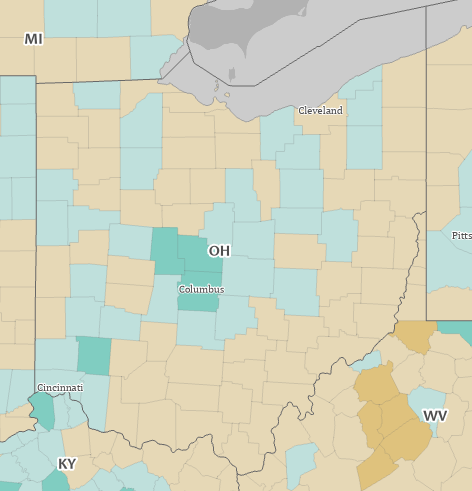 MI
Cleveland
OH
Pitts
Columbus
Cincinnati
WV
KY